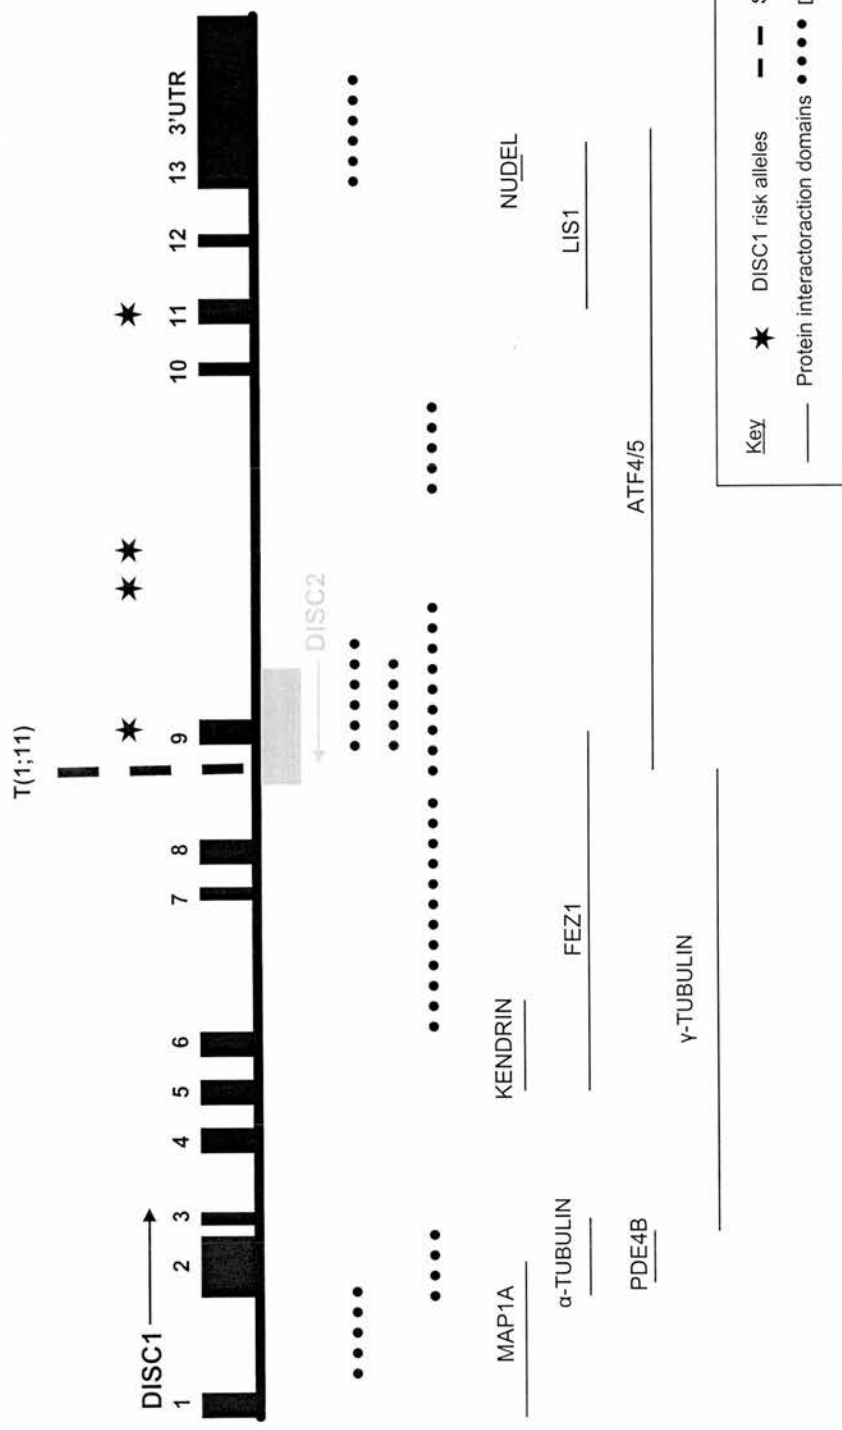 T(1;11)
DISC1
1 2 3 4 5 6 7 8 9 10 11 12 13 3'UTR
DISC2
MAP1A KENDRIN NUDEL
α-TUBULIN FEZ1 LIS1
PDE4B ATF4/5
γ-TUBULIN
Key DISC1 risk alleles
Protein interactoraction domains